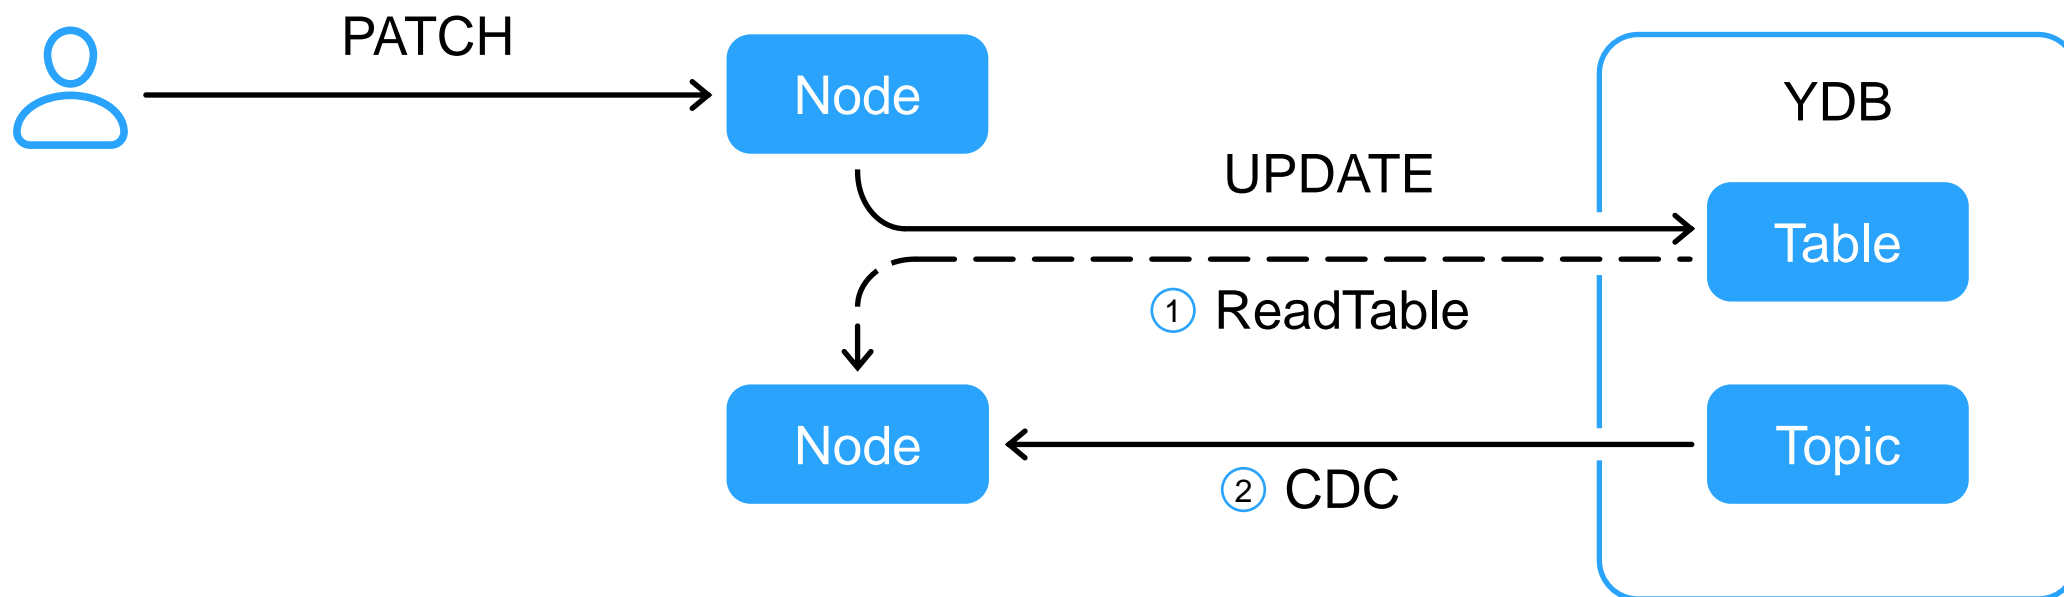 PATCH
Node
YDB
UPDATE
Table
1 ReadTable
Node
Topic
2 CDC